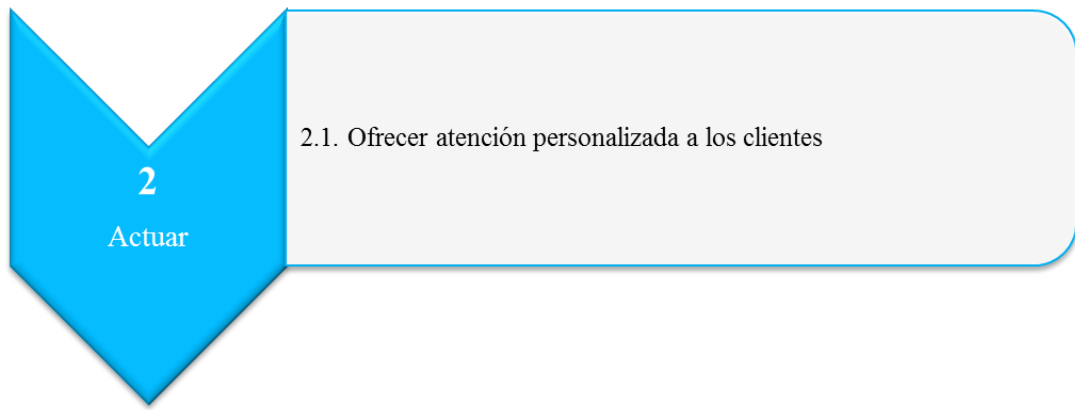 2
Actuar
2.1. Ofrecer atención personalizada a los clientes